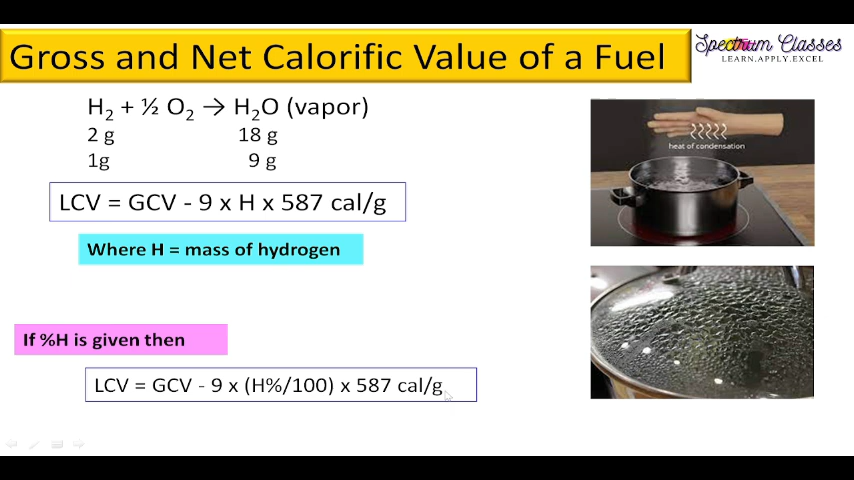 Gross and Net Calorific Value of a Fuel
Spectrum Classes
LEARN.APPLY.EXCEL
H₂ + ½ O₂ → H₂O (vapor)
2 g 18 g
1g 9 g
heat of condensation
LCV = GCV - 9 x H x 587 cal/g
Where H = mass of hydrogen
If %H is given then
LCV = GCV - 9 x (H%/100) x 587 cal/g